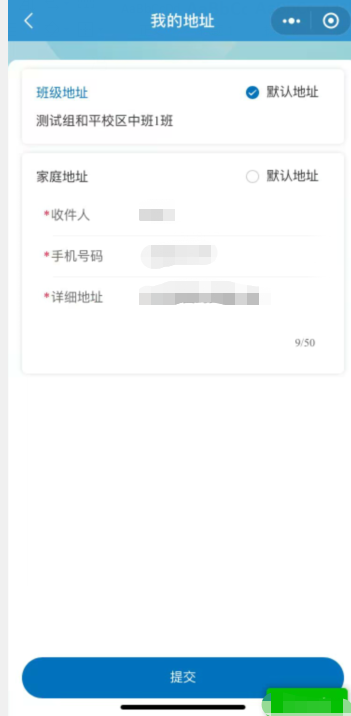 我的地址
班级地址 默认地址
测试组和平校区中班1班
家庭地址 默认地址
*收件人
*手机号码
*详细地址
9/50
提交